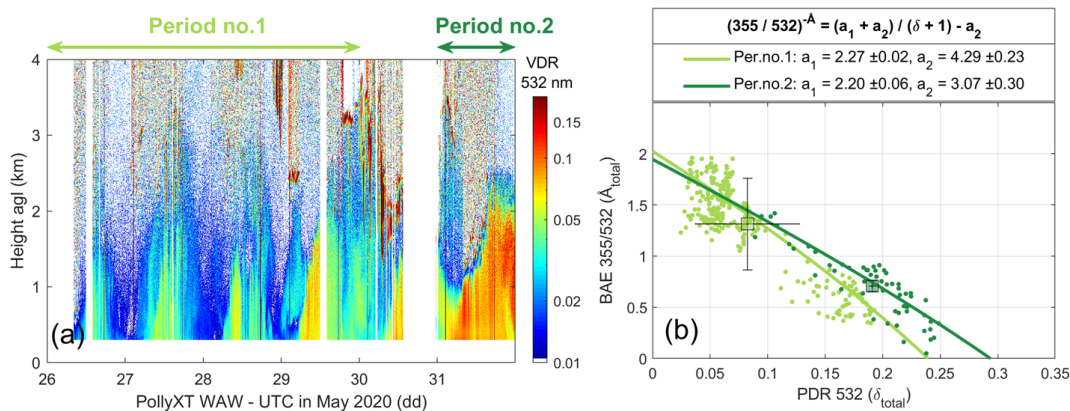 Period no.1
Period no.2
VDR
532 nm
0.15
0.1
0.05
0.02
0.01
4
3
2
1
0
Height agl (km)
(a)
26
27
28
29
30
31
PollyXT WAW - UTC in May 2020 (dd)
(355 / 532)^-Å = (a₁ + a₂) / (δ + 1) - a₂
Per.no.1: a₁ = 2.27 ±0.02, a₂ = 4.29 ±0.23
Per.no.2: a₁ = 2.20 ±0.06, a₂ = 3.07 ±0.30
2
1.5
1
0.5
0
BAE 355/532 (Å_total)
(b)
0
0.05
0.1
0.15
0.2
0.25
0.3
0.35
PDR 532 (δ_total)